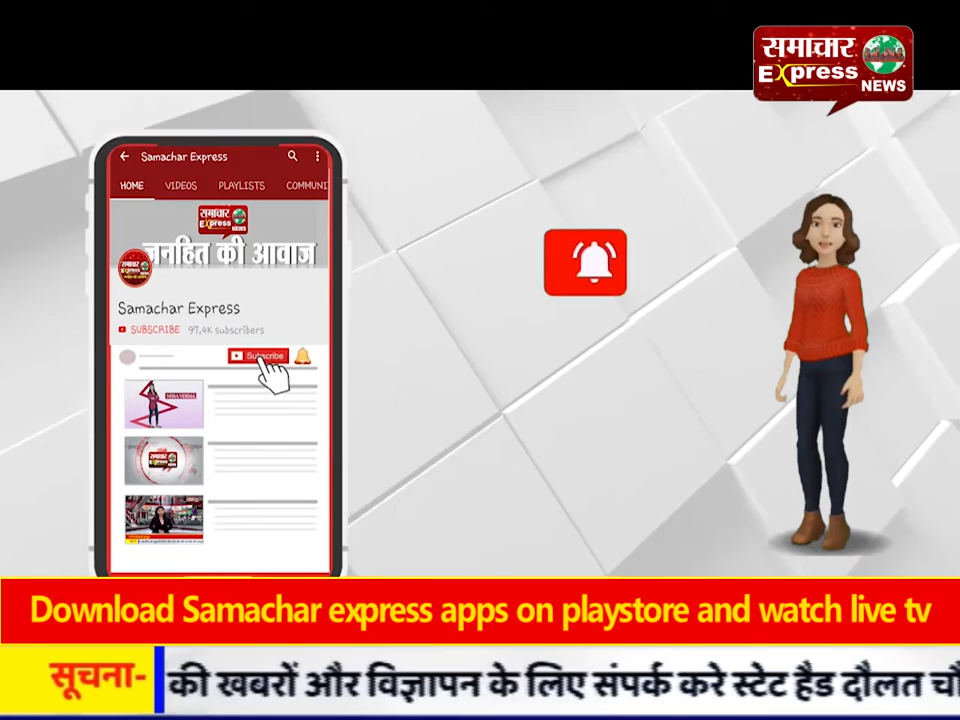 समाचार
Express
NEWS
Samachar Express
HOME VIDEOS PLAYLISTS COMMUNI
समाचार
Express
NEWS
जनहित की आवाज
Samachar Express
SUBSCRIBE 97.4K subscribers
Subscribe
NEHA VERMA
Download Samachar express apps on playstore and watch live tv
सूचना- की खबरों और विज्ञापन के लिए संपर्क करे स्टेट हैड दौलत चौ